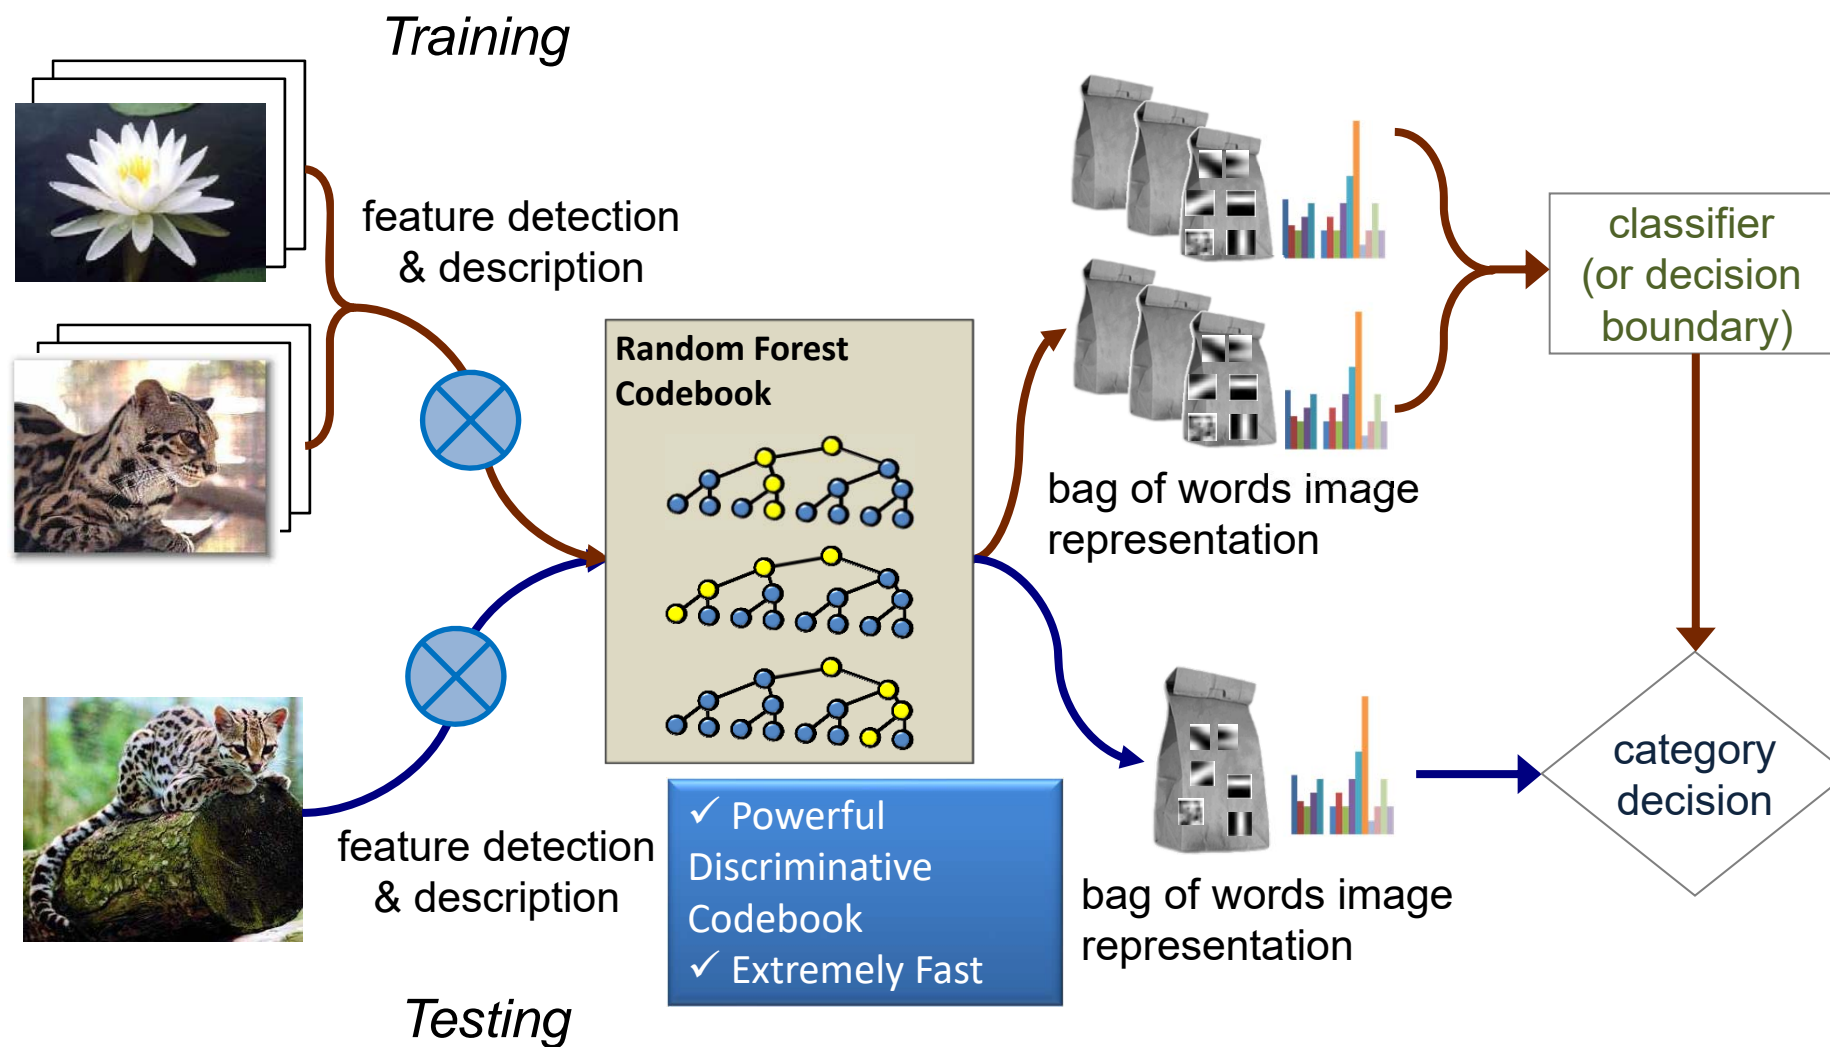 Training
feature detection
& description
Random Forest
Codebook
bag of words image
representation
classifier
(or decision
boundary)
category
decision
feature detection
& description
✓ Powerful
Discriminative
Codebook
✓ Extremely Fast
bag of words image
representation
Testing